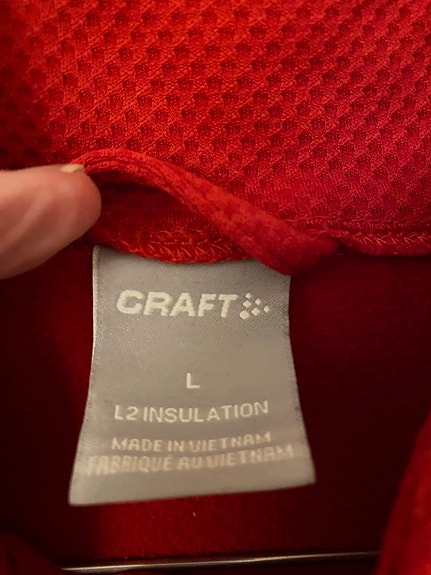 CRAFT
L
L2 INSULATION
MADE IN VIETNAM
FABRIQUE AU VIETNAM